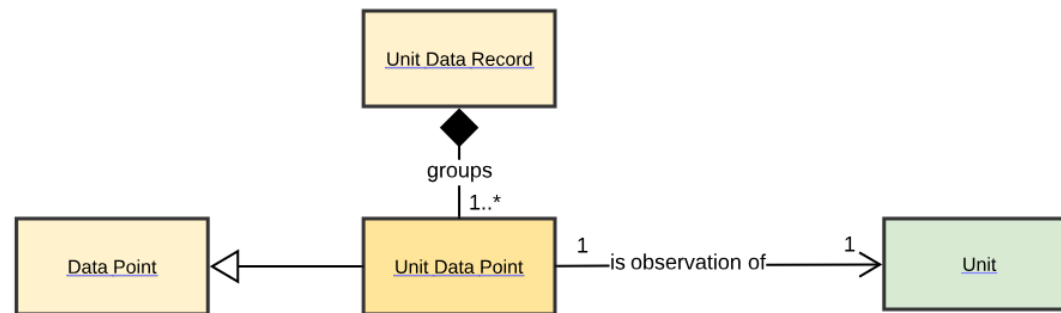 Unit Data Record
groups
1..*
Data Point
Unit Data Point
1
is observation of
1
Unit